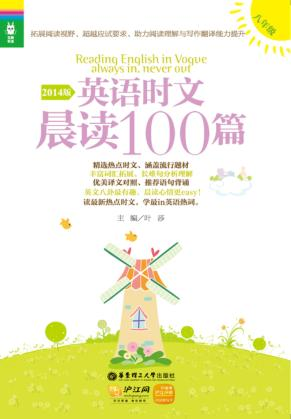 拓展阅读视野、超越应试要求、助力阅读理解与写作翻译能力提升
八年级
Reading English in Vogue
always in, never out
2014版
英语时文
晨读100篇
精选热点时文、涵盖流行题材
丰富词汇拓展、长难句分析理解
优美译文对照、推荐语句背诵
英文八卦最有趣、晨读心情更easy!
读最新热点时文，学最in英语热词。
主 编/叶 莎
华东理工大学出版社
沪江网